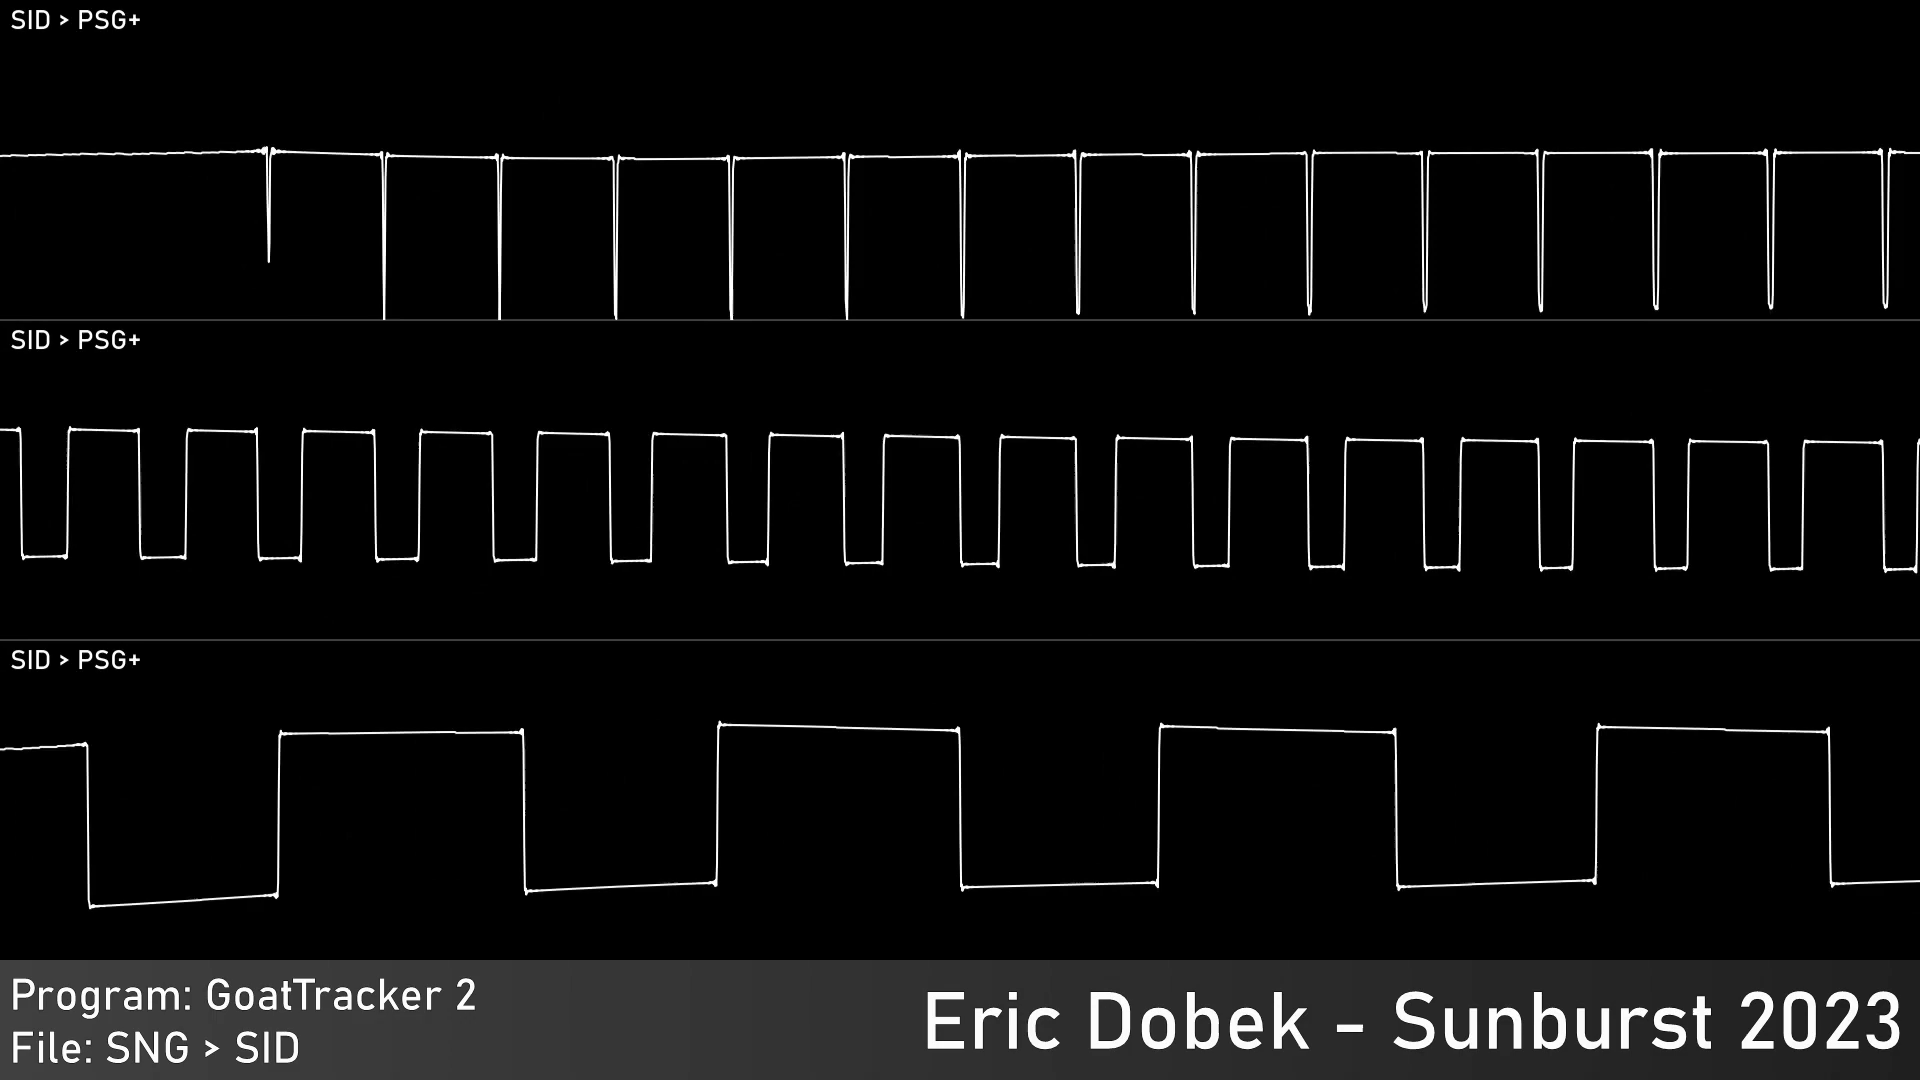 SID > PSG+
SID > PSG+
SID > PSG+
Program: GoatTracker 2
File: SNG > SID
Eric Dobek - Sunburst 2023